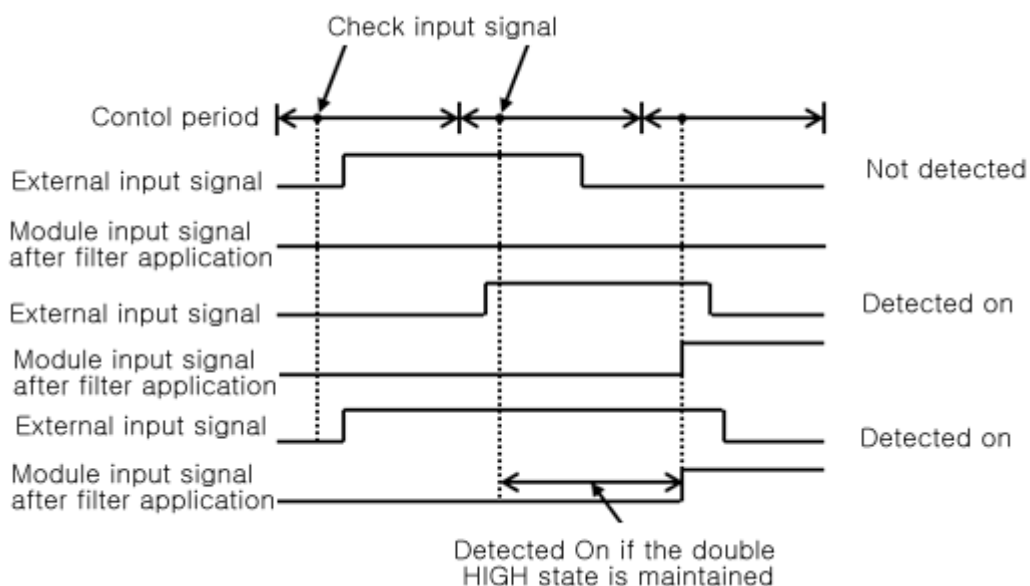 Check input signal
Contol period
External input signal
Not detected
Module input signal
after filter application
External input signal
Detected on
Module input signal
after filter application
External input signal
Detected on
Module input signal
after filter application
Detected On if the double
HIGH state is maintained